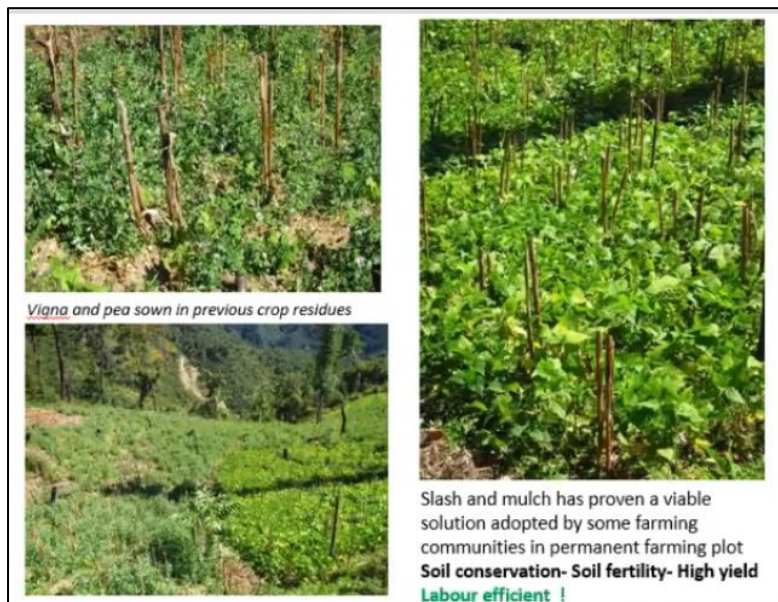 Vigna and pea sown in previous crop residues
Slash and mulch has proven a viable
solution adopted by some farming
communities in permanent farming plot
Soil conservation- Soil fertility- High yield
Labour efficient !